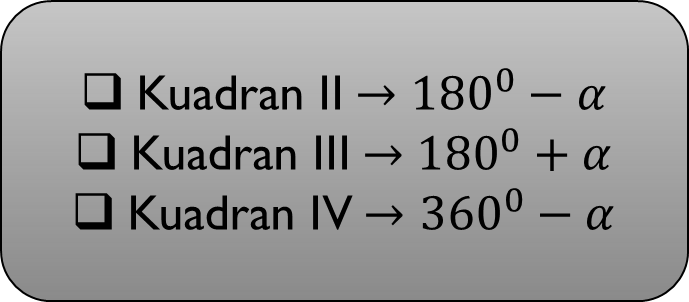 ❑ Kuadran II → 180⁰ − α
❑ Kuadran III → 180⁰ + α
❑ Kuadran IV → 360⁰ − α